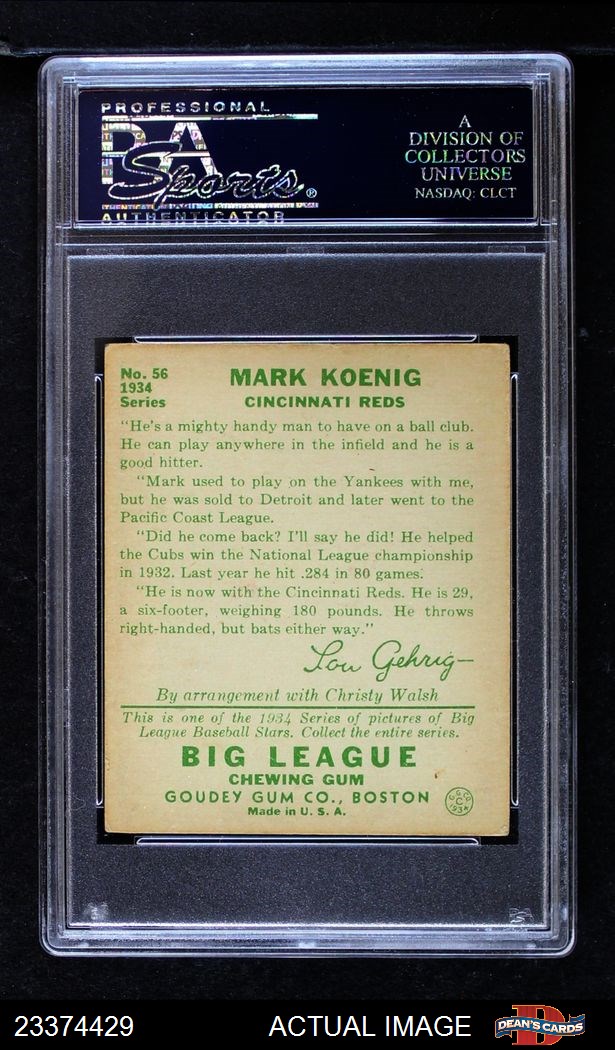 PROFESSIONAL
PSA
Sports®
AUTHENTICATOR
A
DIVISION OF
COLLECTORS
UNIVERSE
NASDAQ: CLCT
No. 56
1934
Series
MARK KOENIG
CINCINNATI REDS
"He's a mighty handy man to have on a ball club.
He can play anywhere in the infield and he is a
good hitter.
"Mark used to play on the Yankees with me,
but he was sold to Detroit and later went to the
Pacific Coast League.
"Did he come back? I'll say he did! He helped
the Cubs win the National League championship
in 1932. Last year he hit .284 in 80 games.
"He is now with the Cincinnati Reds. He is 29,
a six-footer, weighing 180 pounds. He throws
right-handed, but bats either way."
Lou Gehrig
By arrangement with Christy Walsh
This is one of the 1934 Series of pictures of Big
League Baseball Stars. Collect the entire series.
BIG LEAGUE
CHEWING GUM
GOUDEY GUM CO., BOSTON
Made in U. S. A.
G.G.CO.
C
1934
23374429
ACTUAL IMAGE
D
DEAN'S CARDS